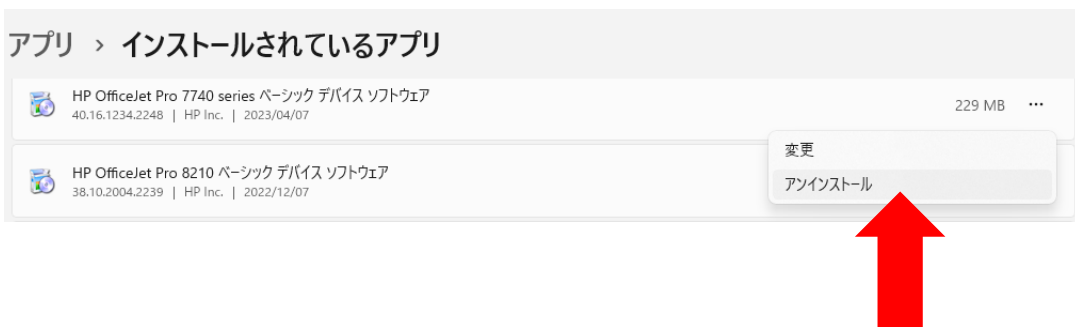 アプリ › インストールされているアプリ
HP OfficeJet Pro 7740 series ベーシック デバイス ソフトウェア
40.16.1234.2248 | HP Inc. | 2023/04/07
229 MB ···
変更
HP OfficeJet Pro 8210 ベーシック デバイス ソフトウェア
38.10.2004.2239 | HP Inc. | 2022/12/07
アンインストール